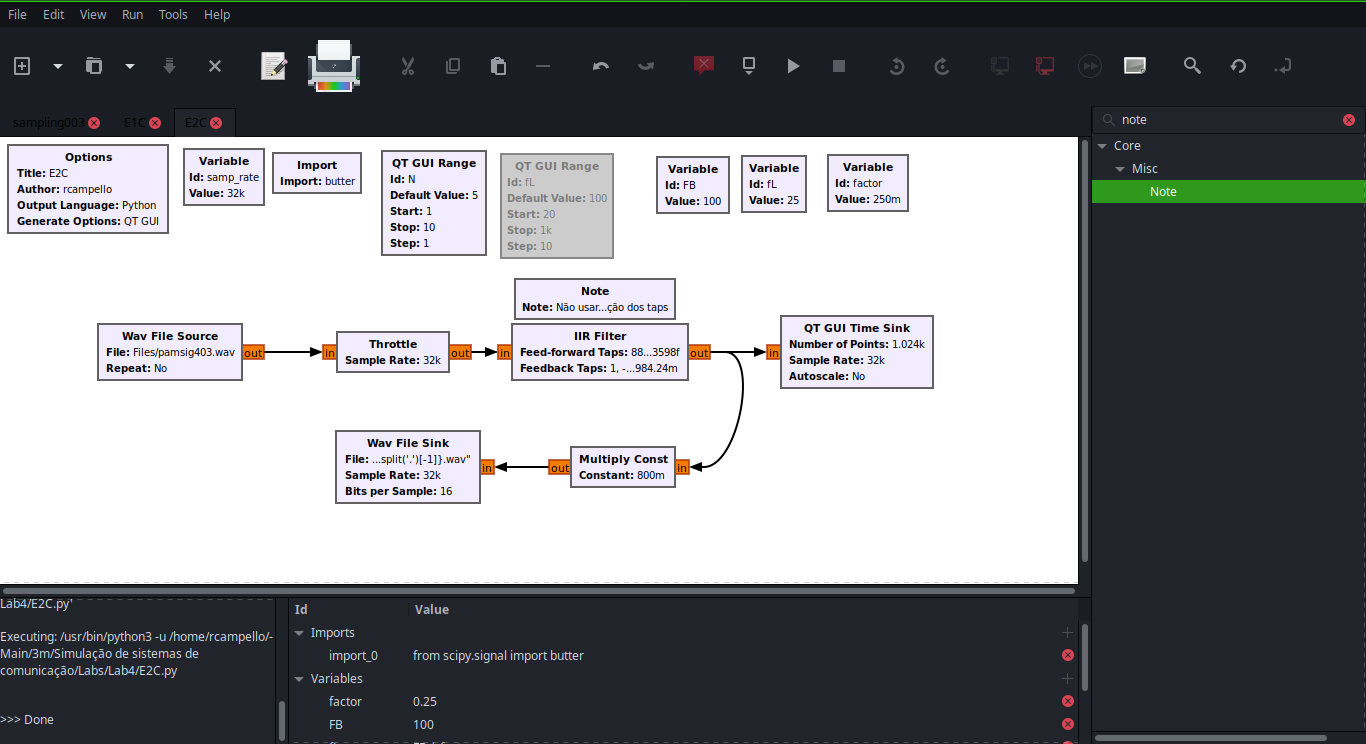 File Edit View Run Tools Help
sampling003 E1C E2C
note
Core
Misc
Note
Options
Title: E2C
Author: rcampello
Output Language: Python
Generate Options: QT GUI
Variable
Id: samp_rate
Value: 32k
Import
Import: butter
QT GUI Range
Id: N
Default Value: 5
Start: 1
Stop: 10
Step: 1
QT GUI Range
Id: fL
Default Value: 100
Start: 20
Stop: 1k
Step: 10
Variable
Id: FB
Value: 100
Variable
Id: fL
Value: 25
Variable
Id: factor
Value: 250m
Note
Note: Não usar...ção dos taps
Wav File Source
File: Files/pamsig403.wav
Repeat: No
out
in
Throttle
Sample Rate: 32k
out
in
IIR Filter
Feed-forward Taps: 88...3598f
Feedback Taps: 1, -...984.24m
out
in
QT GUI Time Sink
Number of Points: 1.024k
Sample Rate: 32k
Autoscale: No
Wav File Sink
File: ...split('.')[-1]}.wav"
Sample Rate: 32k
Bits per Sample: 16
in
out
Multiply Const
Constant: 800m
in
Lab4/E2C.py'
Executing: /usr/bin/python3 -u /home/rcampello/-
Main/3m/Simulação de sistemas de
comunicação/Labs/Lab4/E2C.py
>>> Done
Id Value
Imports
import_0 from scipy.signal import butter
Variables
factor 0.25
FB 100